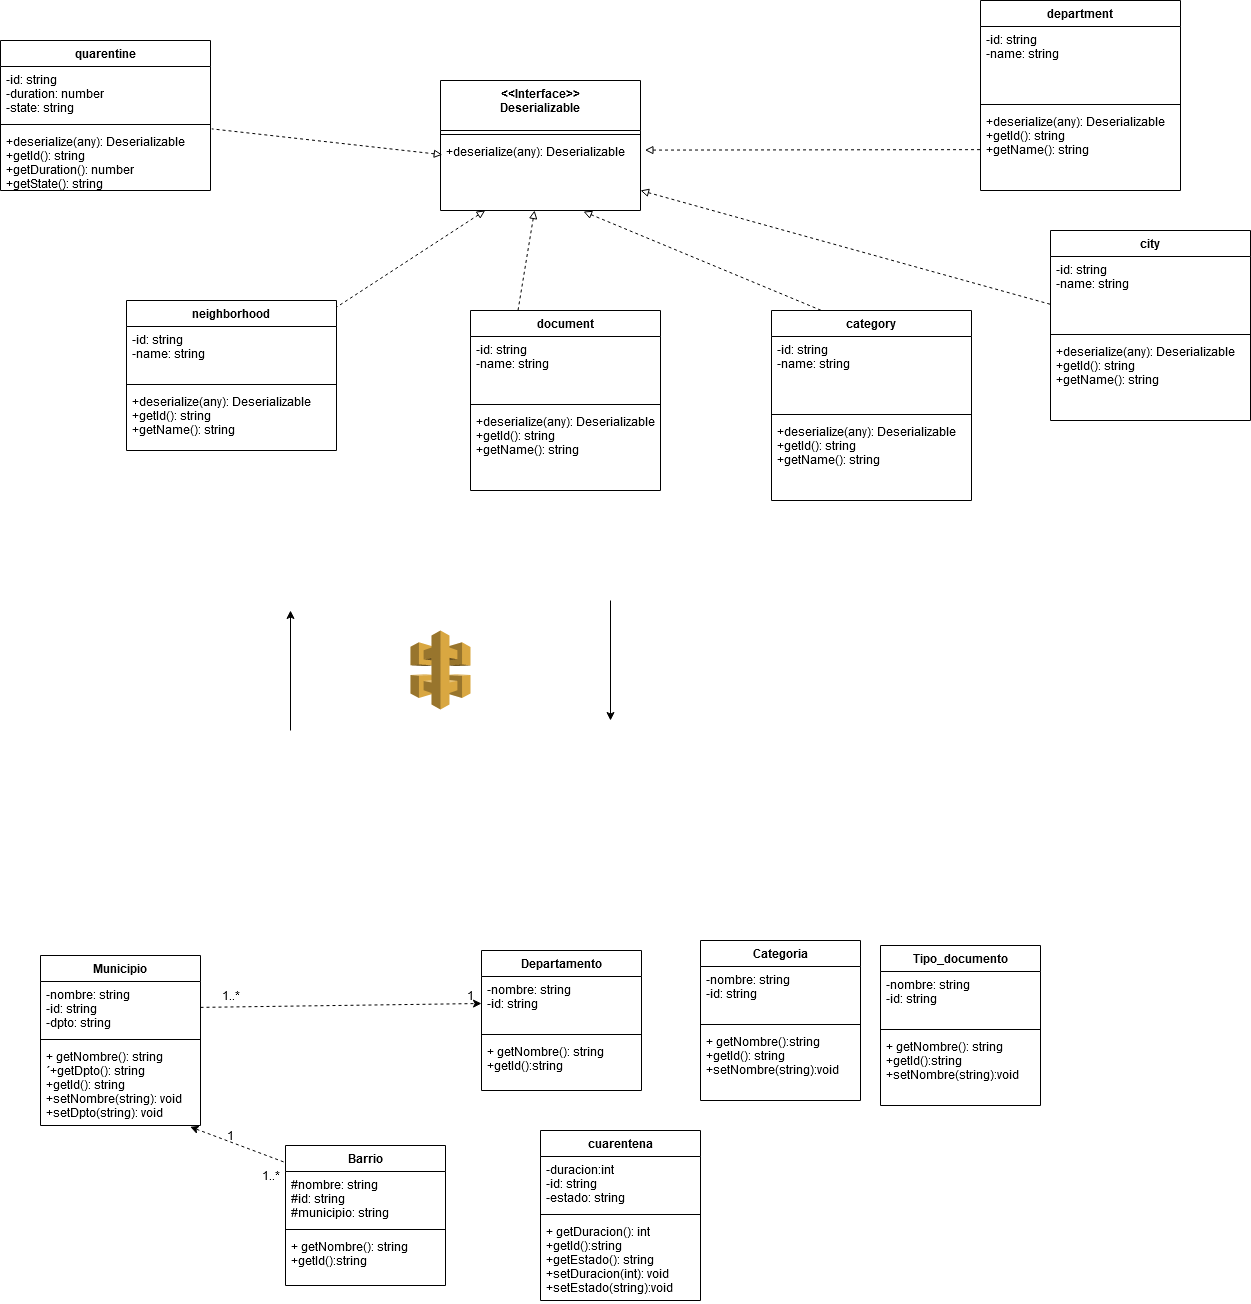 department
-id: string
-name: string
+deserialize(any): Deserializable
+getId(): string
+getName(): string
quarentine
-id: string
-duration: number
-state: string
+deserialize(any): Deserializable
+getId(): string
+getDuration(): number
+getState(): string
<<Interface>>
Deserializable
+deserialize(any): Deserializable
city
-id: string
-name: string
+deserialize(any): Deserializable
+getId(): string
+getName(): string
neighborhood
-id: string
-name: string
+deserialize(any): Deserializable
+getId(): string
+getName(): string
document
-id: string
-name: string
+deserialize(any): Deserializable
+getId(): string
+getName(): string
category
-id: string
-name: string
+deserialize(any): Deserializable
+getId(): string
+getName(): string
Municipio
-nombre: string
-id: string
-dpto: string
+ getNombre(): string
´+getDpto(): string
+getId(): string
+setNombre(string): void
+setDpto(string): void
1..*
1
Departamento
-nombre: string
-id: string
+ getNombre(): string
+getId():string
Categoria
-nombre: string
-id: string
+ getNombre():string
+getId(): string
+setNombre(string):void
Tipo_documento
-nombre: string
-id: string
+ getNombre(): string
+getId():string
+setNombre(string):void
1
1..*
Barrio
#nombre: string
#id: string
#municipio: string
+ getNombre(): string
+getId():string
cuarentena
-duracion:int
-id: string
-estado: string
+ getDuracion(): int
+getId():string
+getEstado(): string
+setDuracion(int): void
+setEstado(string):void